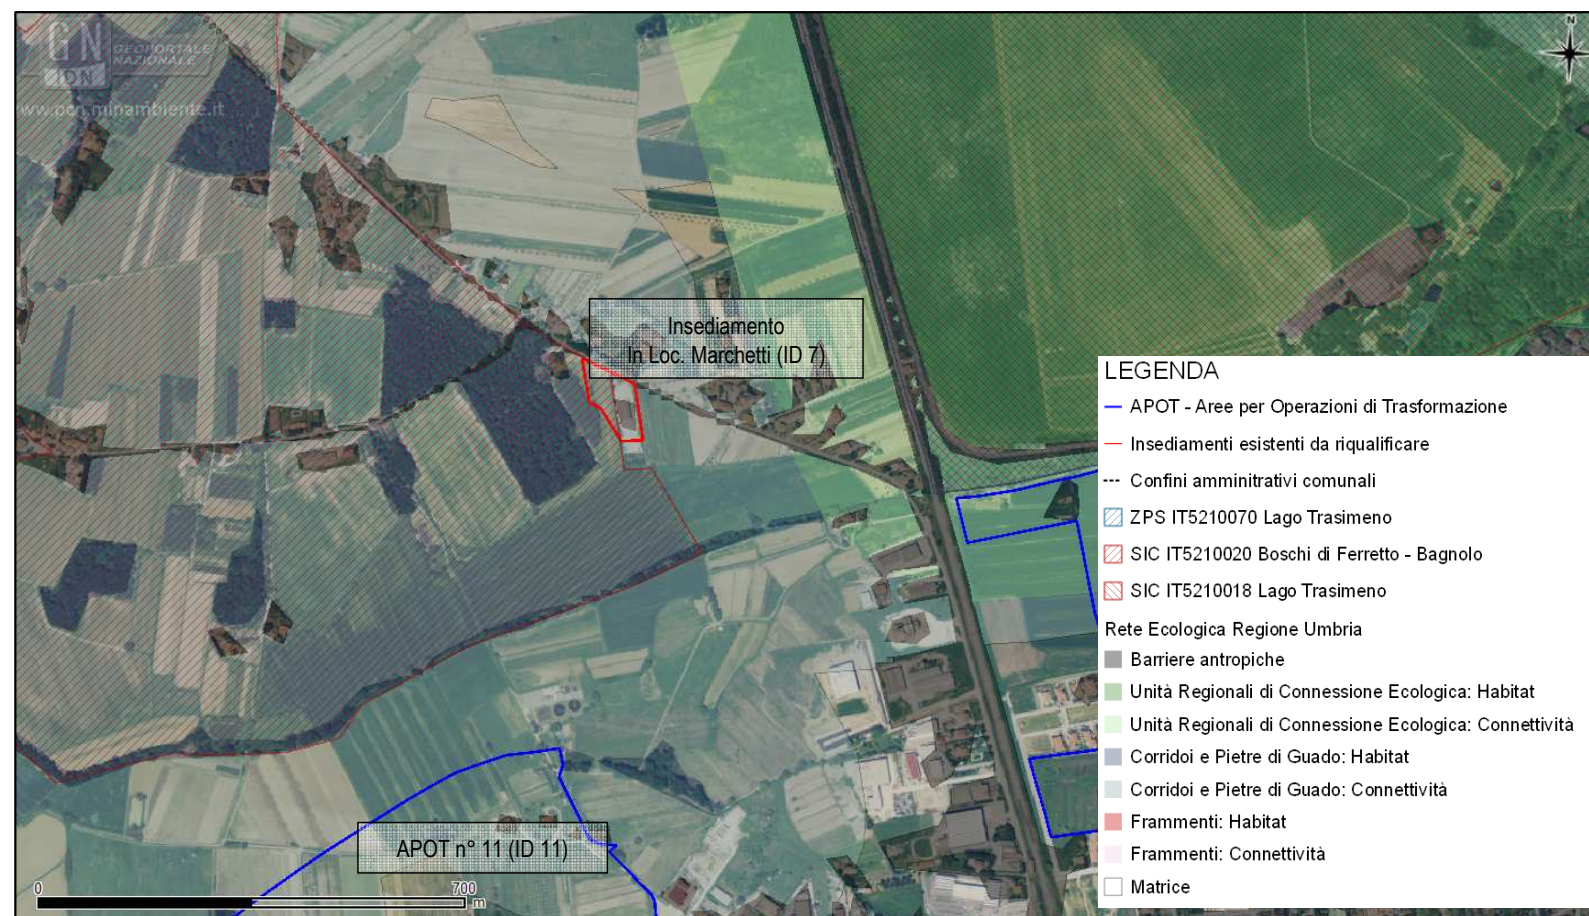 GN
IDN
GEOPORTALE
NAZIONALE
www.pcn.minambiente.it
N
Insediamento
In Loc. Marchetti (ID 7)
LEGENDA
APOT - Aree per Operazioni di Trasformazione
Insediamenti esistenti da riqualificare
Confini amminitrativi comunali
ZPS IT5210070 Lago Trasimeno
SIC IT5210020 Boschi di Ferretto - Bagnolo
SIC IT5210018 Lago Trasimeno
Rete Ecologica Regione Umbria
Barriere antropiche
Unità Regionali di Connessione Ecologica: Habitat
Unità Regionali di Connessione Ecologica: Connettività
Corridoi e Pietre di Guado: Habitat
Corridoi e Pietre di Guado: Connettività
Frammenti: Habitat
Frammenti: Connettività
Matrice
APOT n° 11 (ID 11)
0 700
m